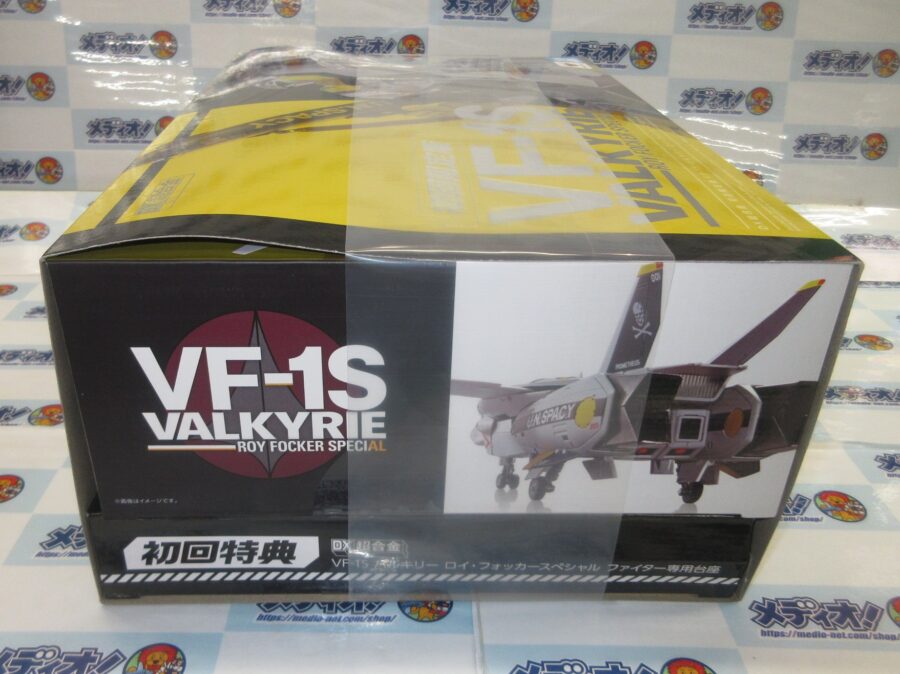 VF-1S
VALKYRIE
ROY FOCKER SPECIAL
※画像はイメージです。
初回特典
DX 超合金
VF-1S バルキリー ロイ・フォッカースペシャル ファイター専用台座
001
PROMETHEUS
U.N.SPACY
VF-1S
VALKYRIE
メディオ!
https://medio-net.com/shop/